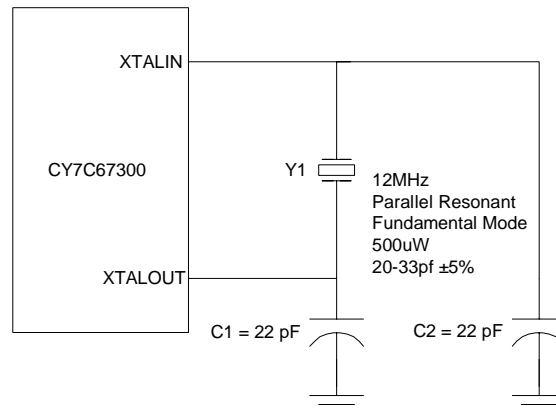 XTALIN
CY7C67300
Y1
12MHz
Parallel Resonant
Fundamental Mode
500uW
20-33pf ±5%
XTALOUT
C1 = 22 pF
C2 = 22 pF